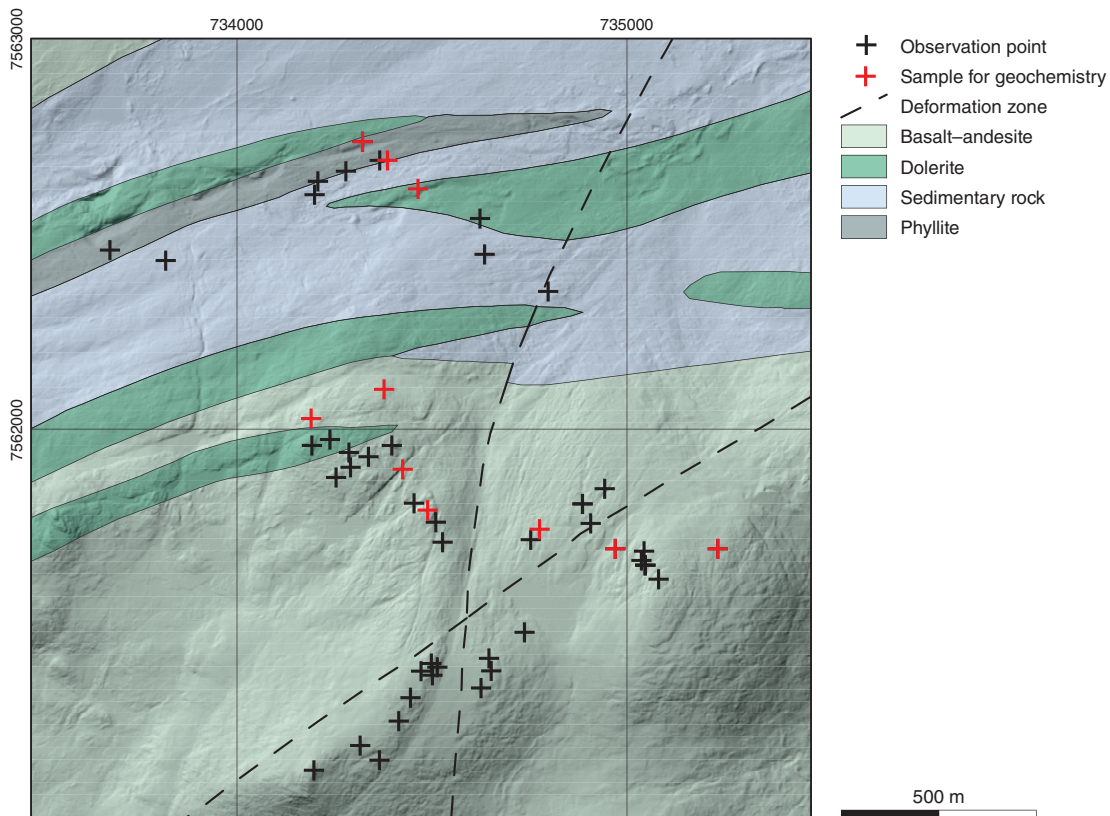 734000
735000
7563000
7562000
Observation point
Sample for geochemistry
Deformation zone
Basalt–andesite
Dolerite
Sedimentary rock
Phyllite
500 m